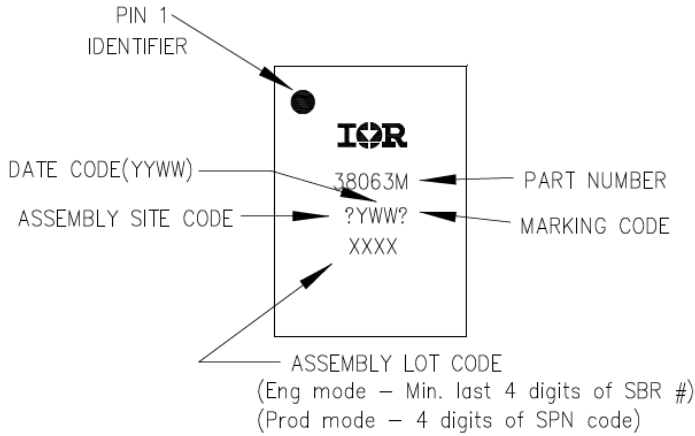 PIN 1
IDENTIFIER
IOR
DATE CODE(YYWW)
38063M
PART NUMBER
ASSEMBLY SITE CODE
?YWW?
MARKING CODE
XXXX
ASSEMBLY LOT CODE
(Eng mode – Min. last 4 digits of SBR #)
(Prod mode – 4 digits of SPN code)